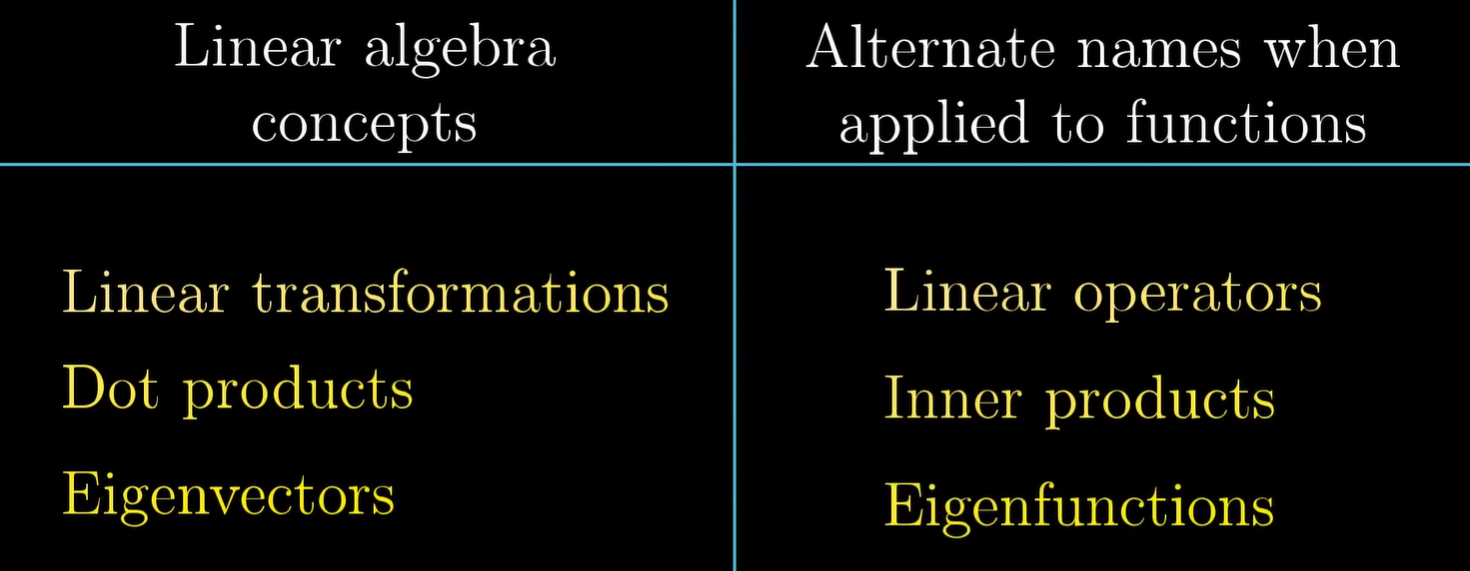 Linear algebra
concepts
Alternate names when
applied to functions
Linear transformations
Linear operators
Dot products
Inner products
Eigenvectors
Eigenfunctions